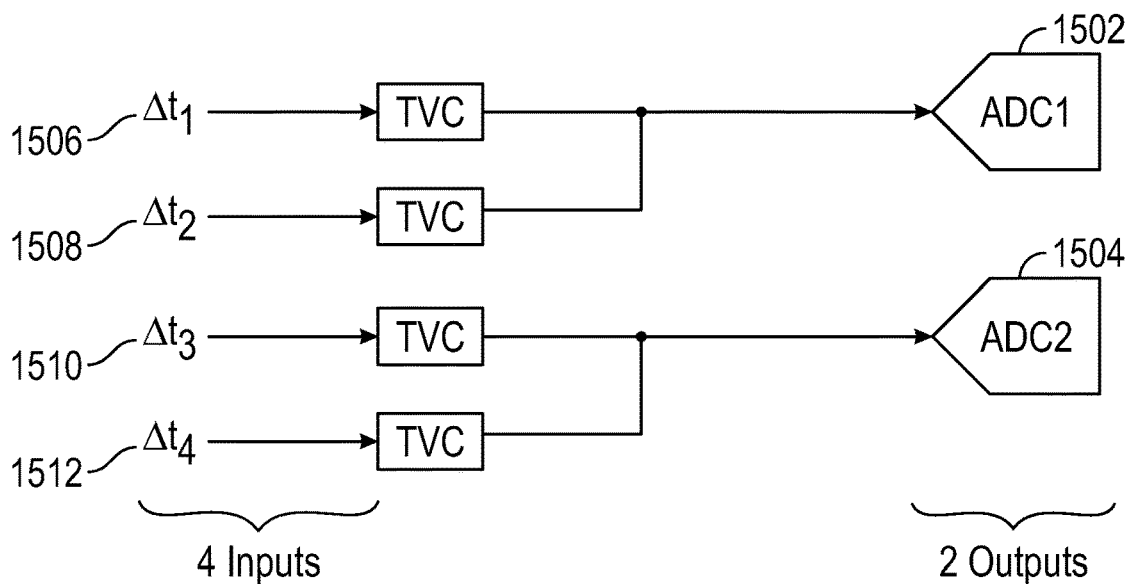 1502
1506 Δt1 TVC ADC1
1508 Δt2 TVC
1504
1510 Δt3 TVC ADC2
1512 Δt4 TVC
4 Inputs 2 Outputs